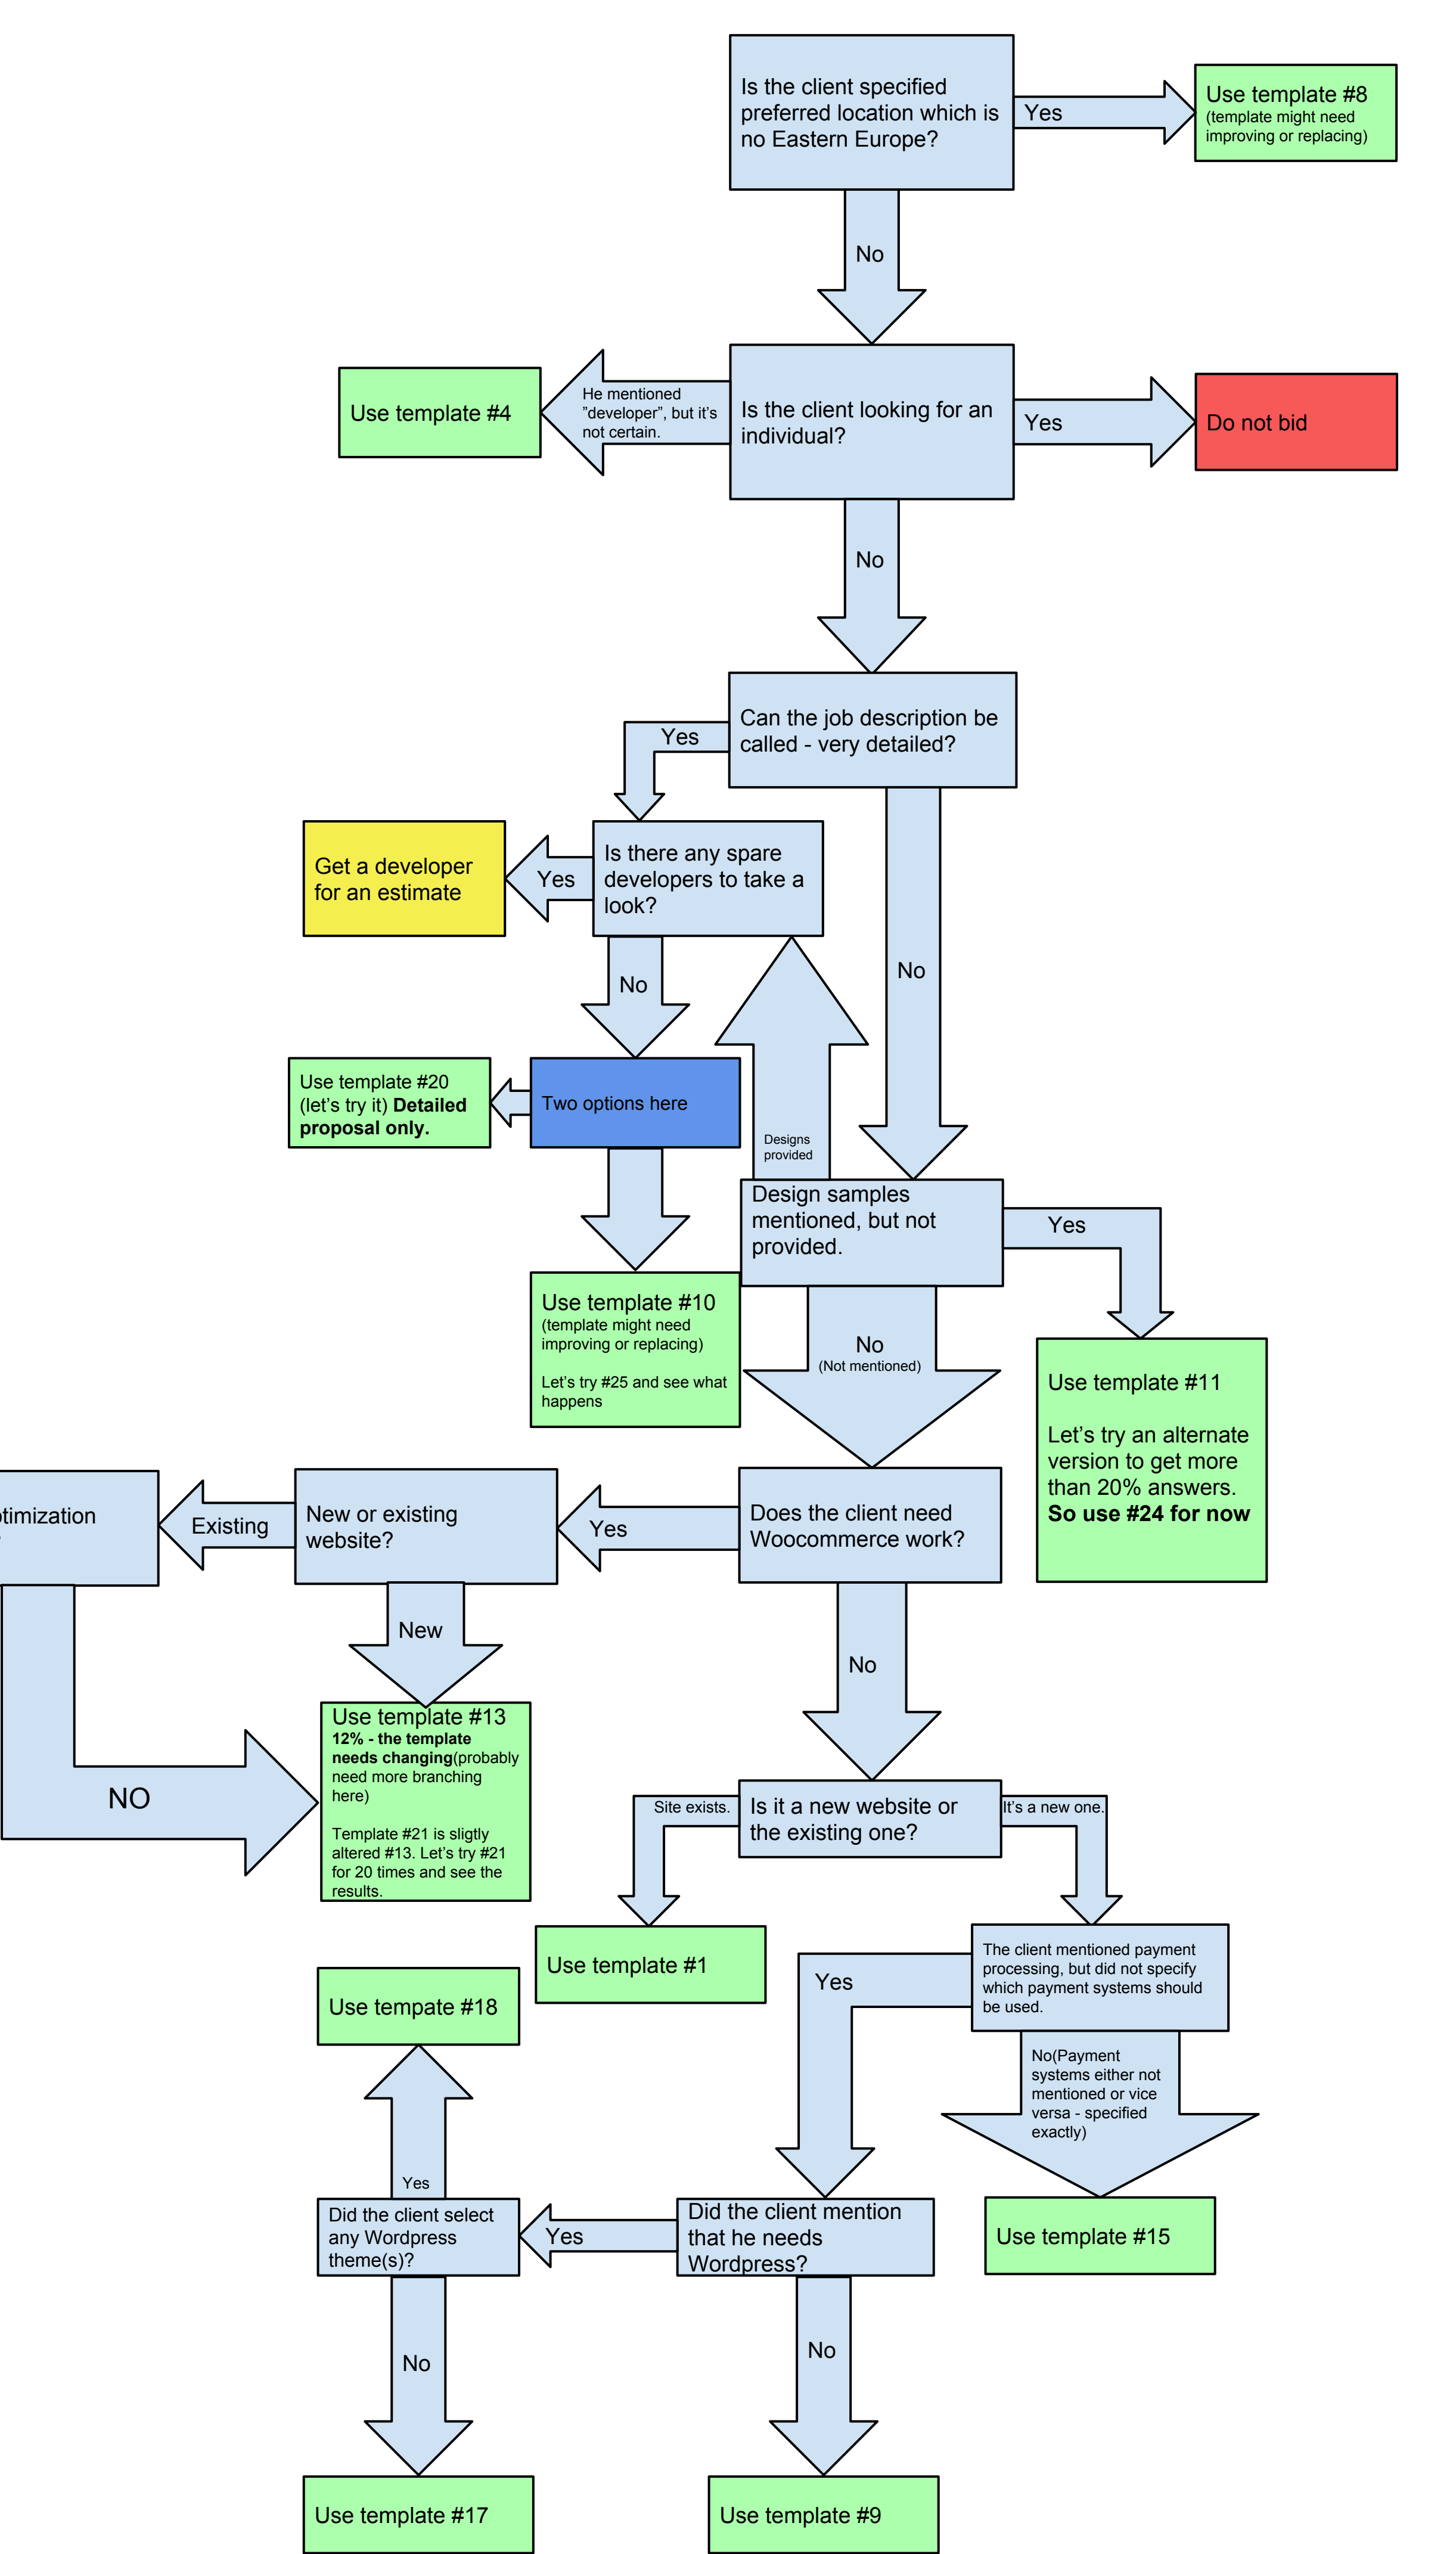 Is the client specified
preferred location which is
no Eastern Europe?
Yes
Use template #8
(template might need
improving or replacing)
No
Use template #4
He mentioned
”developer”, but it’s
not certain.
Is the client looking for an
individual?
Yes
Do not bid
No
Can the job description be
called - very detailed?
Yes
Get a developer
for an estimate
Yes
Is there any spare
developers to take a
look?
No
No
Use template #20
(let’s try it) Detailed
proposal only.
Two options here
Designs
provided
Design samples
mentioned, but not
provided.
Yes
Use template #10
(template might need
improving or replacing)
Let’s try #25 and see what
happens
No
(Not mentioned)
Use template #11
Let’s try an alternate
version to get more
than 20% answers.
So use #24 for now
timization
Existing
New or existing
website?
Yes
Does the client need
Woocommerce work?
New
No
Use template #13
12% - the template
needs changing(probably
need more branching
here)
Template #21 is sligtly
altered #13. Let’s try #21
for 20 times and see the
results.
NO
Site exists.
Is it a new website or
the existing one?
It’s a new one.
Use template #1
The client mentioned payment
processing, but did not specify
which payment systems should
be used.
Yes
Use tempate #18
No(Payment
systems either not
mentioned or vice
versa - specified
exactly)
Yes
Did the client select
any Wordpress
theme(s)?
Yes
Did the client mention
that he needs
Wordpress?
Use template #15
No
No
Use template #17
Use template #9